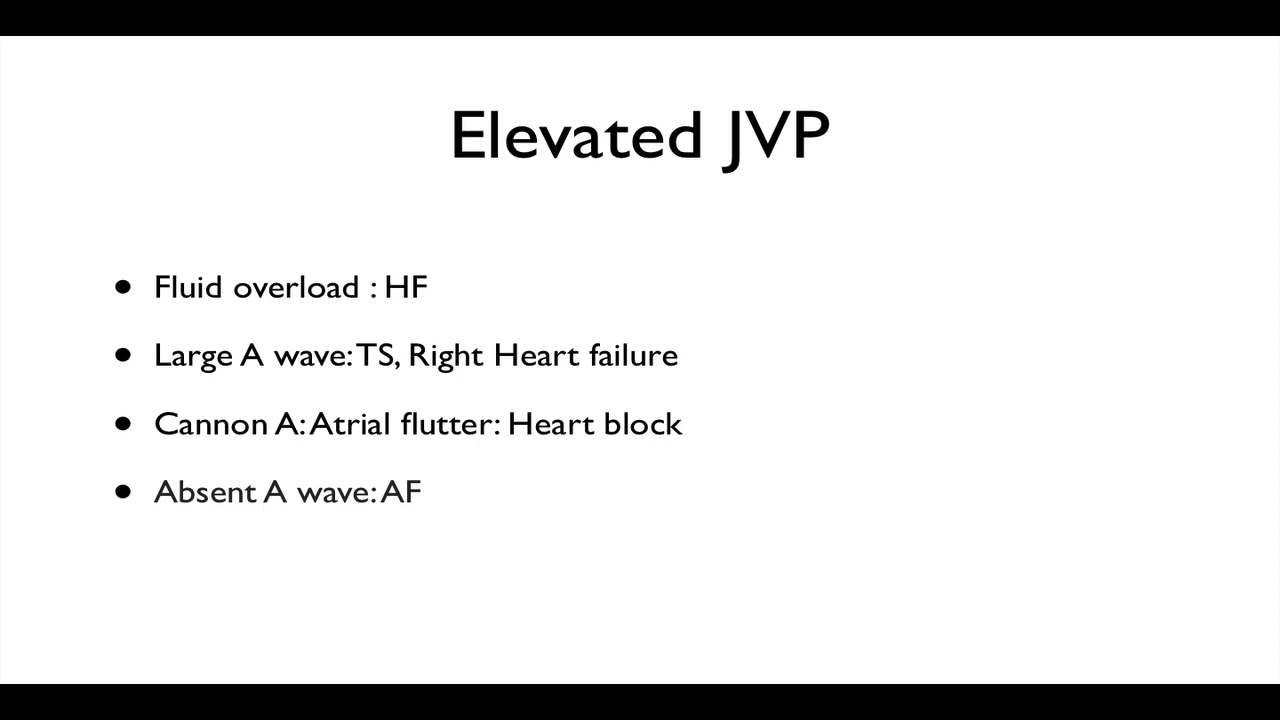 Elevated JVP
• Fluid overload : HF
• Large A wave: TS, Right Heart failure
• Cannon A: Atrial flutter: Heart block
• Absent A wave: AF